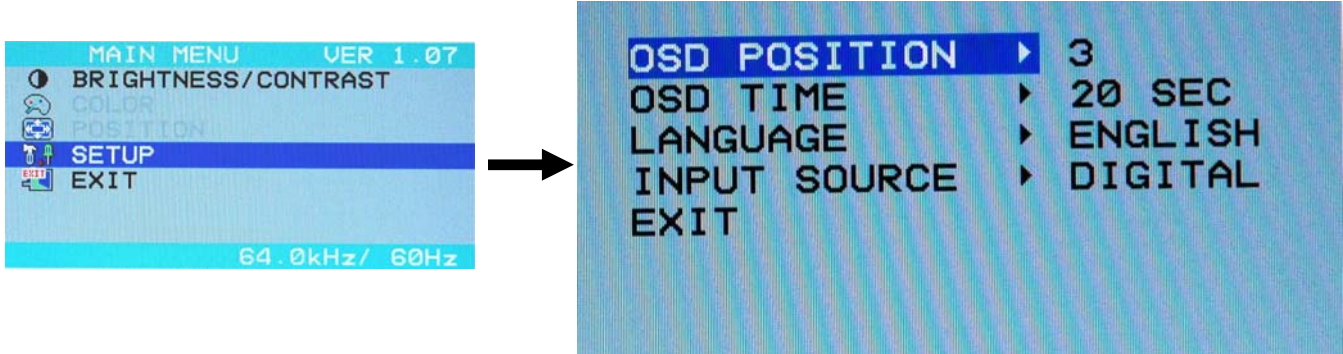 MAIN MENU VER 1.07
BRIGHTNESS/CONTRAST
COLOR
POSITION
SETUP
EXIT EXIT
64.0kHz/ 60Hz
OSD POSITION 3
OSD TIME 20 SEC
LANGUAGE ENGLISH
INPUT SOURCE DIGITAL
EXIT